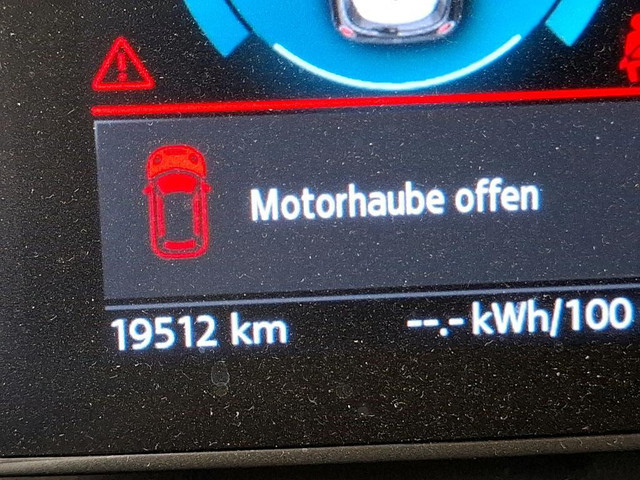 Motorhaube offen
19512 km
--.- kWh/100